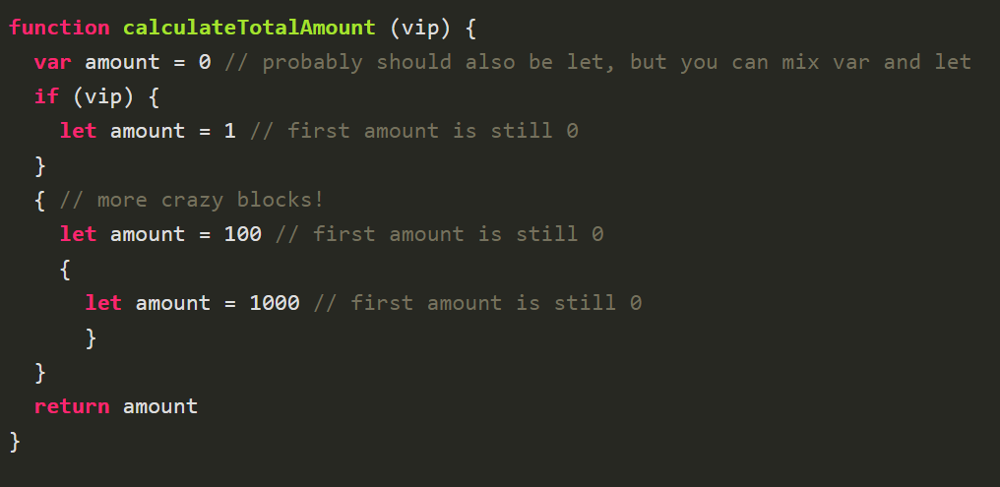 function calculateTotalAmount (vip) {
  var amount = 0 // probably should also be let, but you can mix var and let
  if (vip) {
    let amount = 1 // first amount is still 0
  }
  { // more crazy blocks!
    let amount = 100 // first amount is still 0
    {
      let amount = 1000 // first amount is still 0
      }
  }
  return amount
}